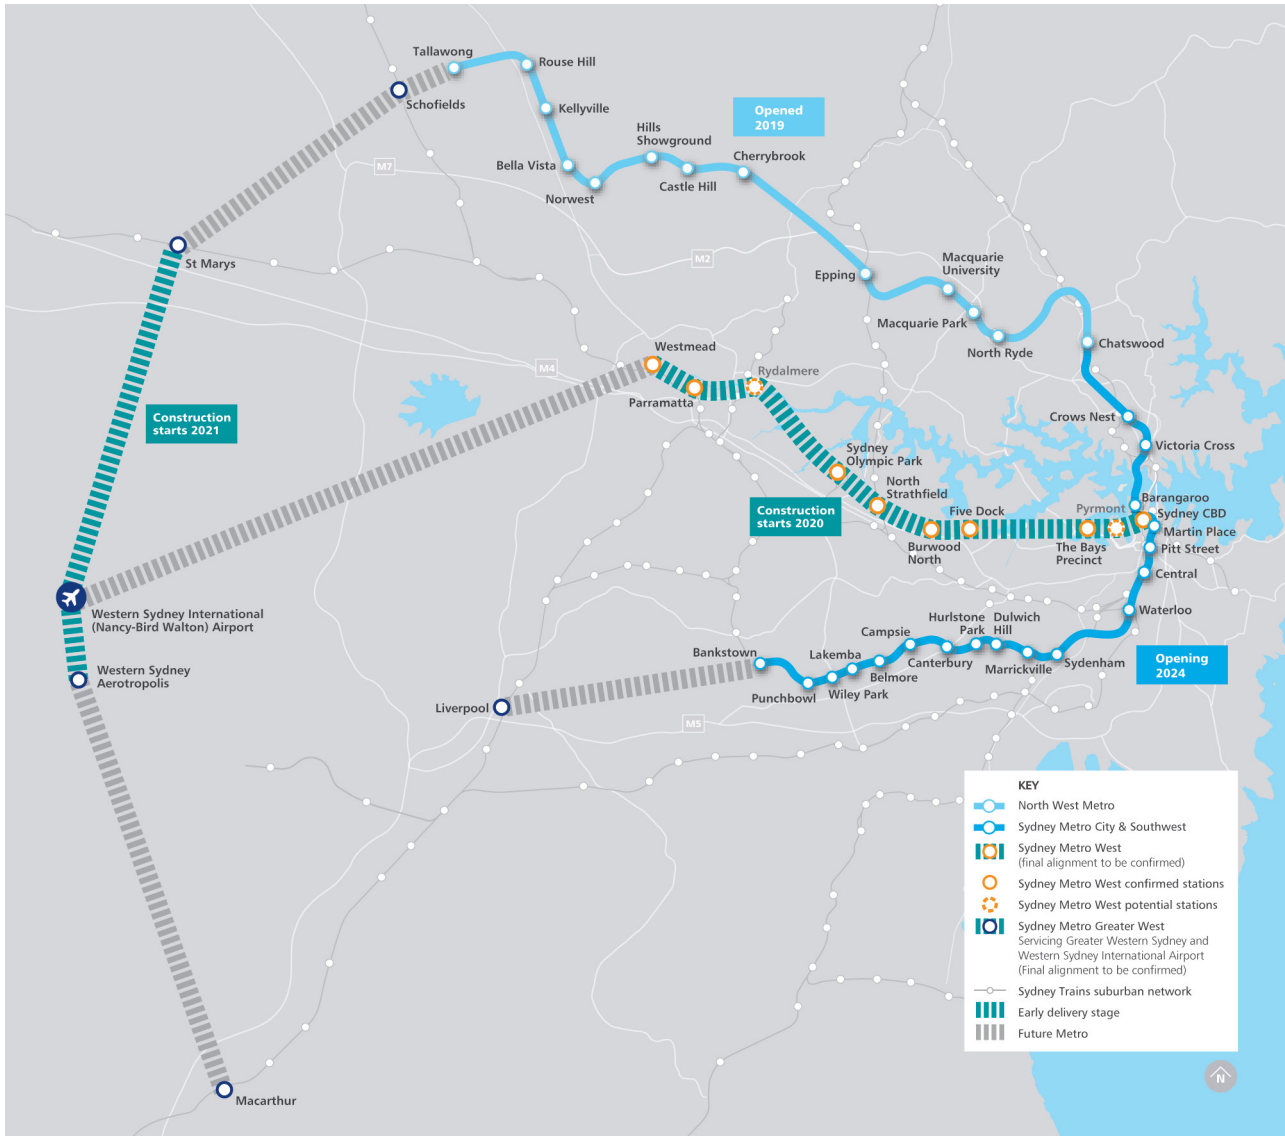 Tallawong
Rouse Hill
Schofields
Kellyville
Opened
2019
Hills
Showground
Cherrybrook
Bella Vista
M7
Castle Hill
Norwest
St Marys
M2
Macquarie
University
Epping
Macquarie Park
North Ryde
Chatswood
Westmead
M4
Rydalmere
Parramatta
Construction
starts 2021
Crows Nest
Victoria Cross
Sydney
Olympic Park
North
Strathfield
Barangaroo
Construction
starts 2020
Five Dock
Pyrmont
Sydney CBD
Martin Place
Burwood
North
The Bays
Precinct
Pitt Street
Central
Western Sydney International
(Nancy-Bird Walton) Airport
Waterloo
Hurlstone
Park
Dulwich
Hill
Campsie
Bankstown
Lakemba
Canterbury
Belmore
Marrickville
Sydenham
Opening
2024
Western Sydney
Aerotropolis
Punchbowl
Wiley Park
Liverpool
M5
KEY
North West Metro
Sydney Metro City & Southwest
Sydney Metro West
(final alignment to be confirmed)
Sydney Metro West confirmed stations
Sydney Metro West potential stations
Sydney Metro Greater West
Servicing Greater Western Sydney and
Western Sydney International Airport
(Final alignment to be confirmed)
Sydney Trains suburban network
Early delivery stage
Future Metro
N
Macarthur